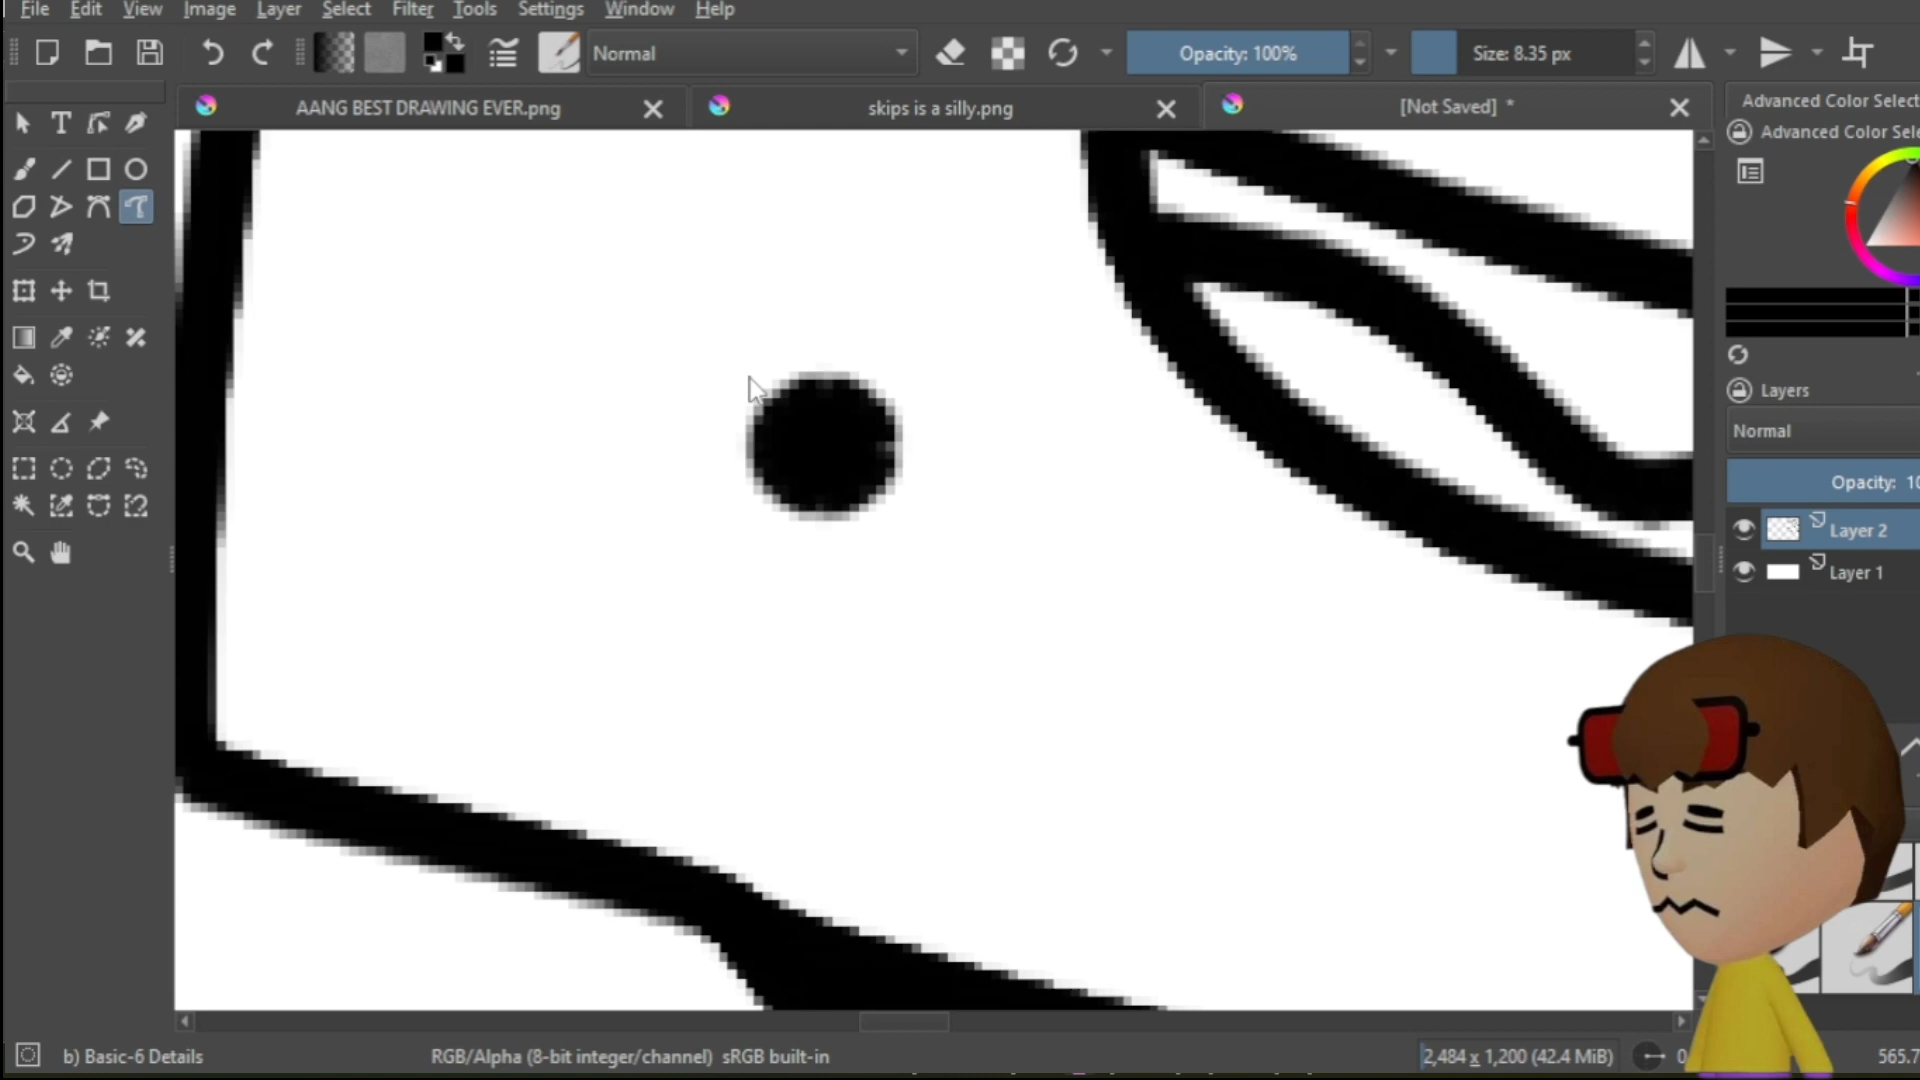 File Edit View Image Layer Select Filter Tools Settings Window Help
Normal
Opacity: 100%
Size: 8.35 px
AANG BEST DRAWING EVER.png
skips is a silly.png
[Not Saved] *
Advanced Color Select
Advanced Color Sele
Layers
Normal
Opacity: 10
Layer 2
Layer 1
b) Basic-6 Details
RGB/Alpha (8-bit integer/channel) sRGB built-in
2,484 x 1,200 (42.4 MiB)
0
565.7